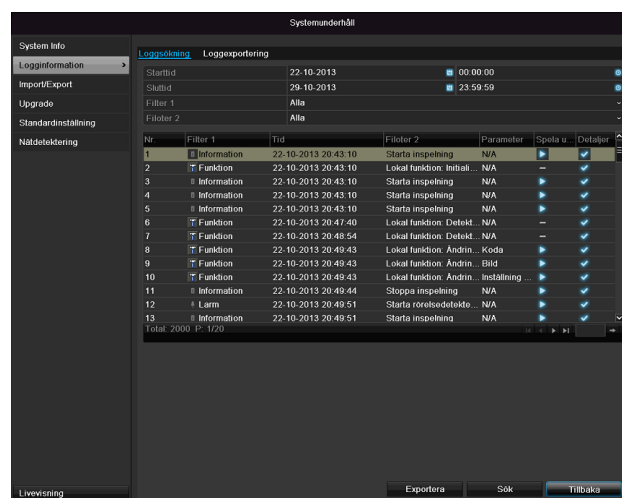 Systemunderhåll
System Info
Logginformation >
Import/Export
Upgrade
Standardinställning
Nätdetektering
Livevisning
Loggsökning Loggexportering
Starttid 22-10-2013 00:00:00
Sluttid 29-10-2013 23:59:59
Filter 1 Alla
Filoter 2 Alla
Nr. Filter 1 Tid Filoter 2 Parameter Spela u... Detaljer
1 Information 22-10-2013 20:43:10 Starta inspelning N/A
2 Funktion 22-10-2013 20:43:10 Lokal funktion: Initiali... N/A –
3 Information 22-10-2013 20:43:10 Starta inspelning N/A
4 Information 22-10-2013 20:43:10 Starta inspelning N/A
5 Information 22-10-2013 20:43:10 Starta inspelning N/A
6 Funktion 22-10-2013 20:47:40 Lokal funktion: Detekt... N/A –
7 Funktion 22-10-2013 20:48:54 Lokal funktion: Detekt... N/A –
8 Funktion 22-10-2013 20:49:43 Lokal funktion: Ändrin... Koda
9 Funktion 22-10-2013 20:49:43 Lokal funktion: Ändrin... Bild
10 Funktion 22-10-2013 20:49:43 Lokal funktion: Ändrin... Inställning ...
11 Information 22-10-2013 20:49:44 Stoppa inspelning N/A
12 Larm 22-10-2013 20:49:51 Starta rörelsedetekte... N/A
13 Information 22-10-2013 20:49:51 Starta inspelning N/A
Total: 2000 P: 1/20
Exportera Sök Tillbaka